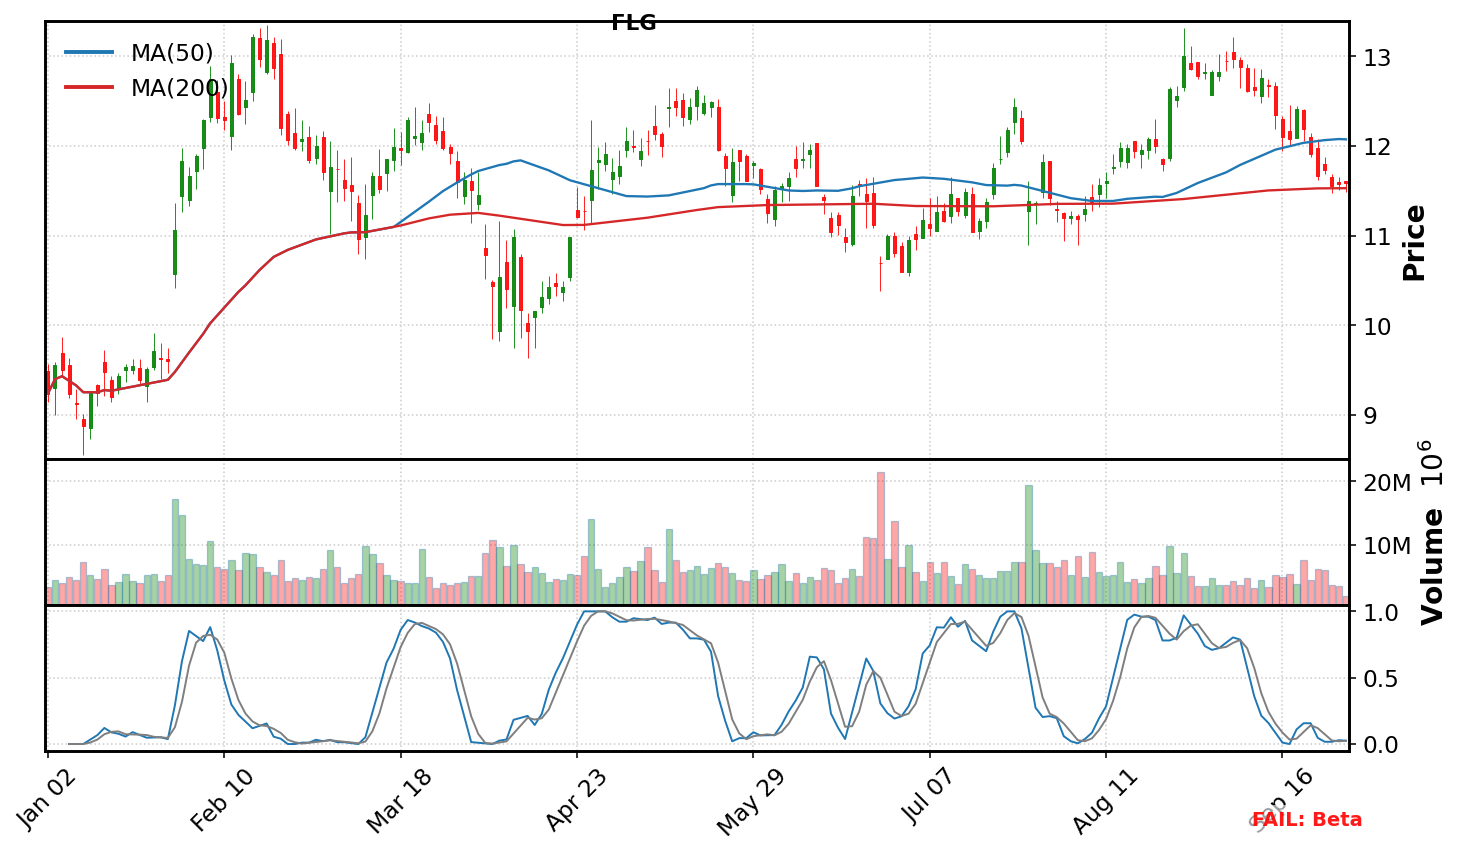 FLG
MA(50)
MA(200)
13
12
11
10
9
Price
20M
10M
Volume 10^6
1.0
0.5
0.0
Jan 02
Feb 10
Mar 18
Apr 23
May 29
Jul 07
Aug 11
Sep 16
FAIL: Beta